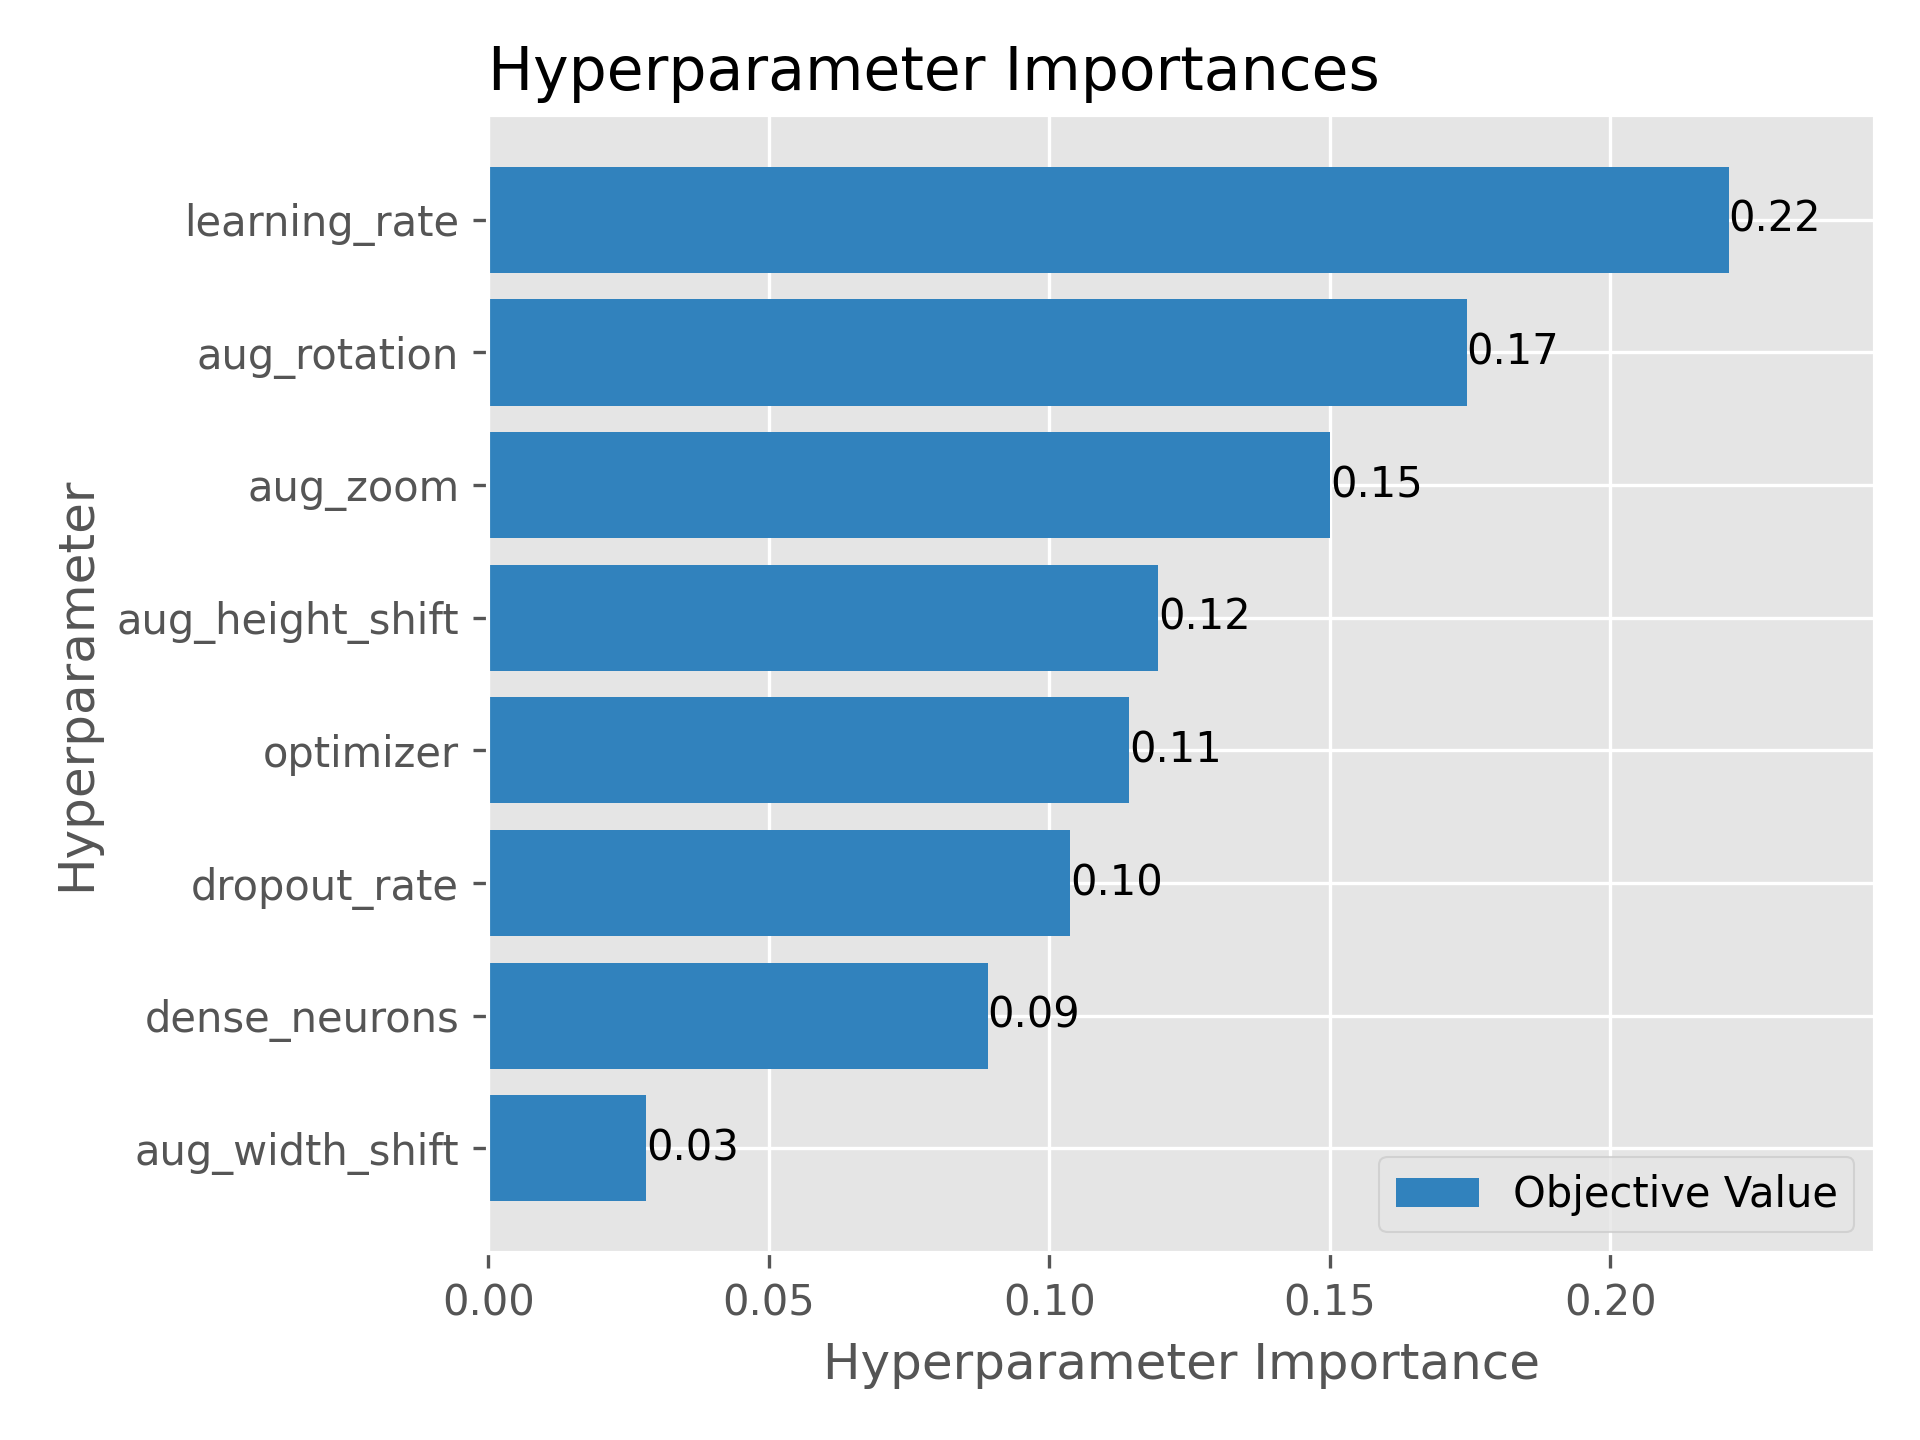 Hyperparameter Importances
Hyperparameter
learning_rate 0.22
aug_rotation 0.17
aug_zoom 0.15
aug_height_shift 0.12
optimizer 0.11
dropout_rate 0.10
dense_neurons 0.09
aug_width_shift 0.03
Objective Value
0.00 0.05 0.10 0.15 0.20
Hyperparameter Importance